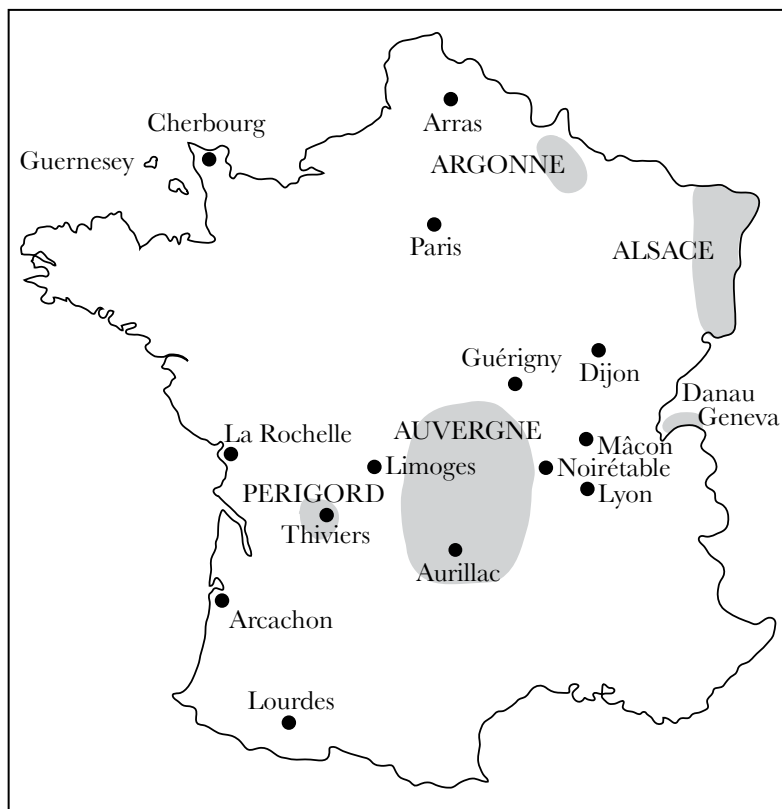 Arras
Cherbourg
Guernesey
ARGONNE
Paris
ALSACE
Guérigny
Dijon
Danau
Geneva
AUVERGNE
La Rochelle
Mâcon
Limoges
Noirétable
PERIGORD
Lyon
Thiviers
Aurillac
Arcachon
Lourdes